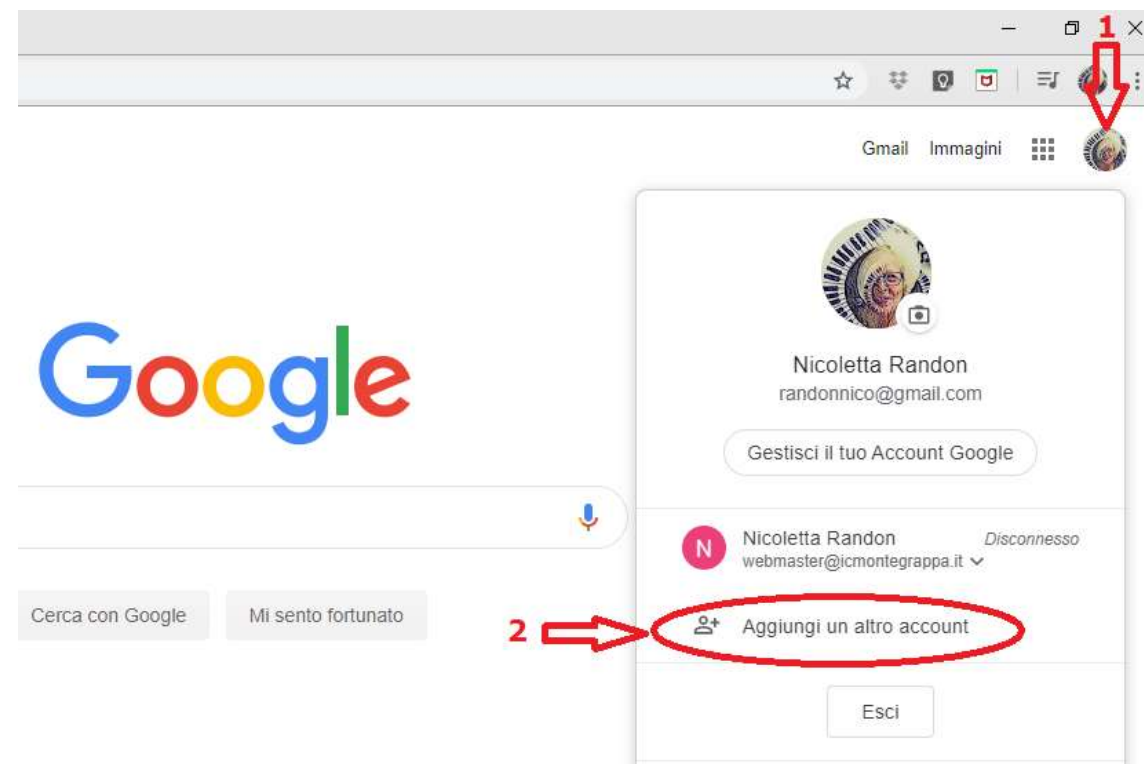 1
Gmail Immagini
Google
Nicoletta Randon
randonnico@gmail.com
Gestisci il tuo Account Google
N
Nicoletta Randon Disconnesso
webmaster@icmontegrappa.it
Cerca con Google Mi sento fortunato
2 Aggiungi un altro account
Esci